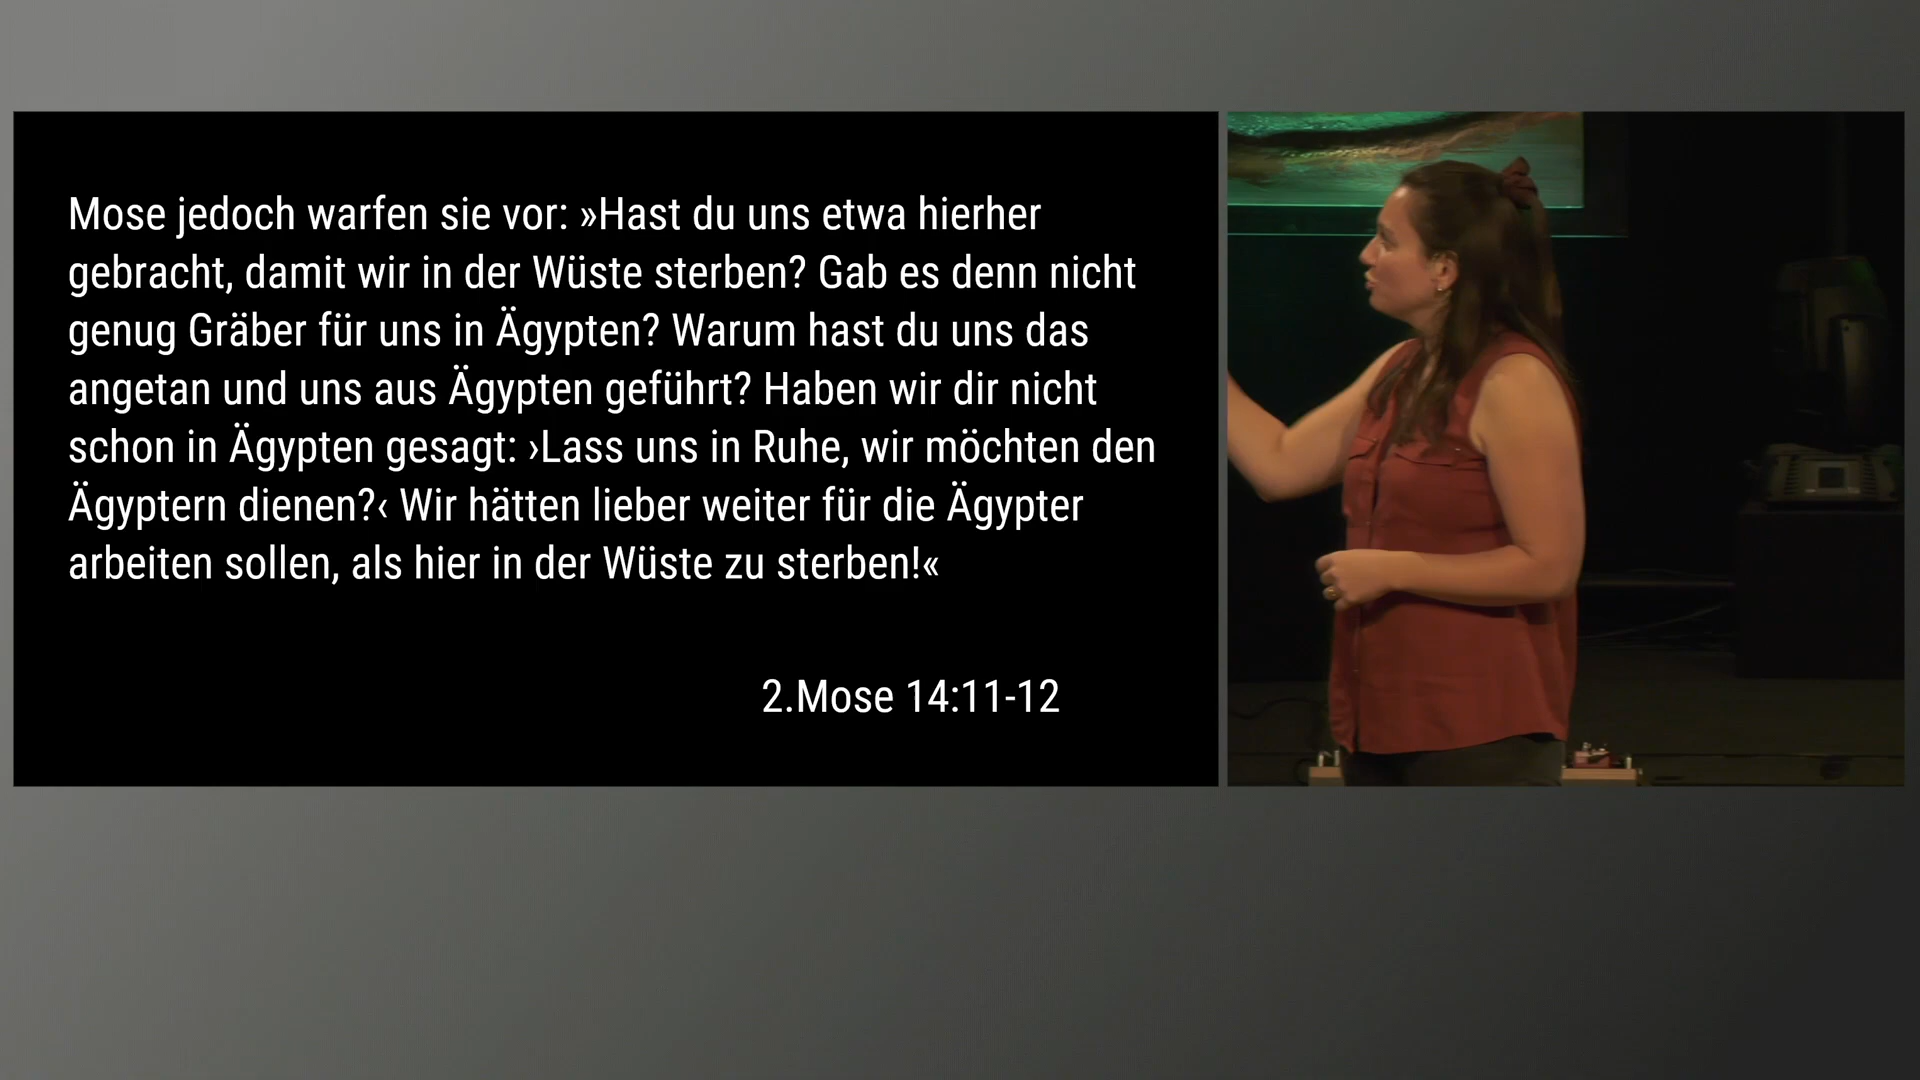 Mose jedoch warfen sie vor: »Hast du uns etwa hierher
gebracht, damit wir in der Wüste sterben? Gab es denn nicht
genug Gräber für uns in Ägypten? Warum hast du uns das
angetan und uns aus Ägypten geführt? Haben wir dir nicht
schon in Ägypten gesagt: ›Lass uns in Ruhe, wir möchten den
Ägyptern dienen?‹ Wir hätten lieber weiter für die Ägypter
arbeiten sollen, als hier in der Wüste zu sterben!«
2.Mose 14:11-12